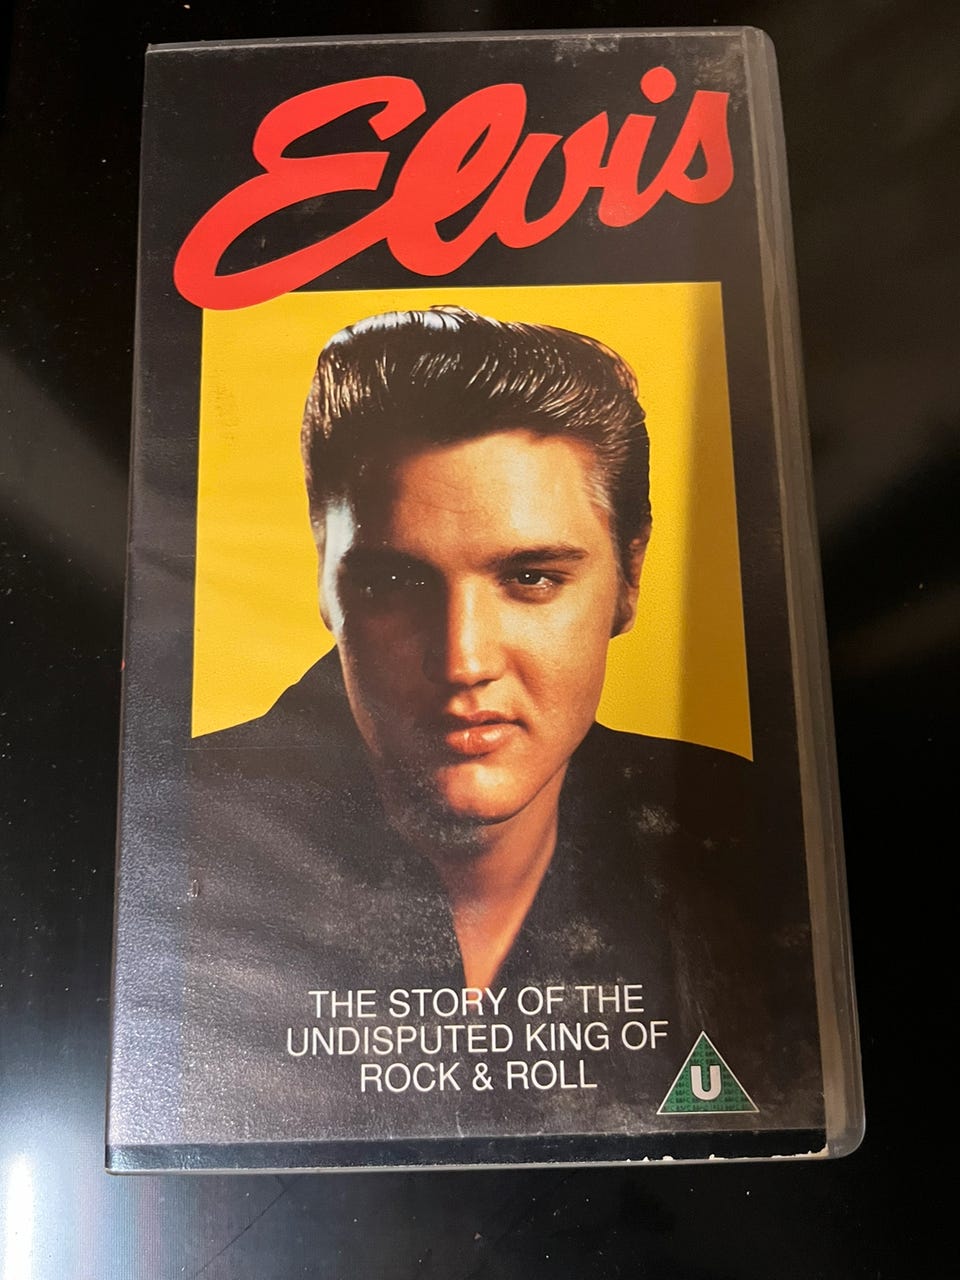 Elvis
THE STORY OF THE
UNDISPUTED KING OF
ROCK & ROLL
U